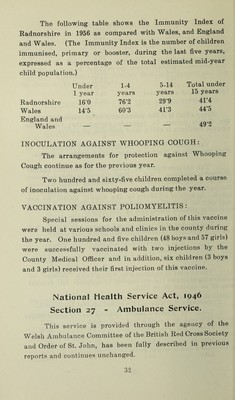 The following table shows the Immunity Index of
Radnorshire in 1956 as compared with Wales, and England
and Wales. (The Immunity Index is the number of children
immunised, primary or booster, during the last five years,
expressed as a percentage of the total estimated mid-year
child population.)
Under 1-4 5-14 Total under
1 year years years 15 years
Radnorshire 16·0 76·2 29·9 41·4
Wales 14·5 60·3 41·3 44·5
England and
Wales — — — 49·2
INOCULATION AGAINST WHOOPING COUGH:
The arrangements for protection against Whooping
Cough continue as for the previous year.
Two hundred and sixty-five children completed a course
of inoculation against whooping cough during the year.
VACCINATION AGAINST POLIOMYELITIS:
Special sessions for the administration of this vaccine
were held at various schools and clinics in the county during
the year. One hundred and five children (48 boys and 57 girls)
were successfully vaccinated with two injections by the
County Medical Officer and in addition, six children (3 boys
and 3 girls) received their first injection of this vaccine.
National Health Service Act, 1946
Section 27 - Ambulance Service.
This service is provided through the agency of the
Welsh Ambulance Committee of the British Red Cross Society
and Order of St. John, has been fully described in previous
reports and continues unchanged.
32